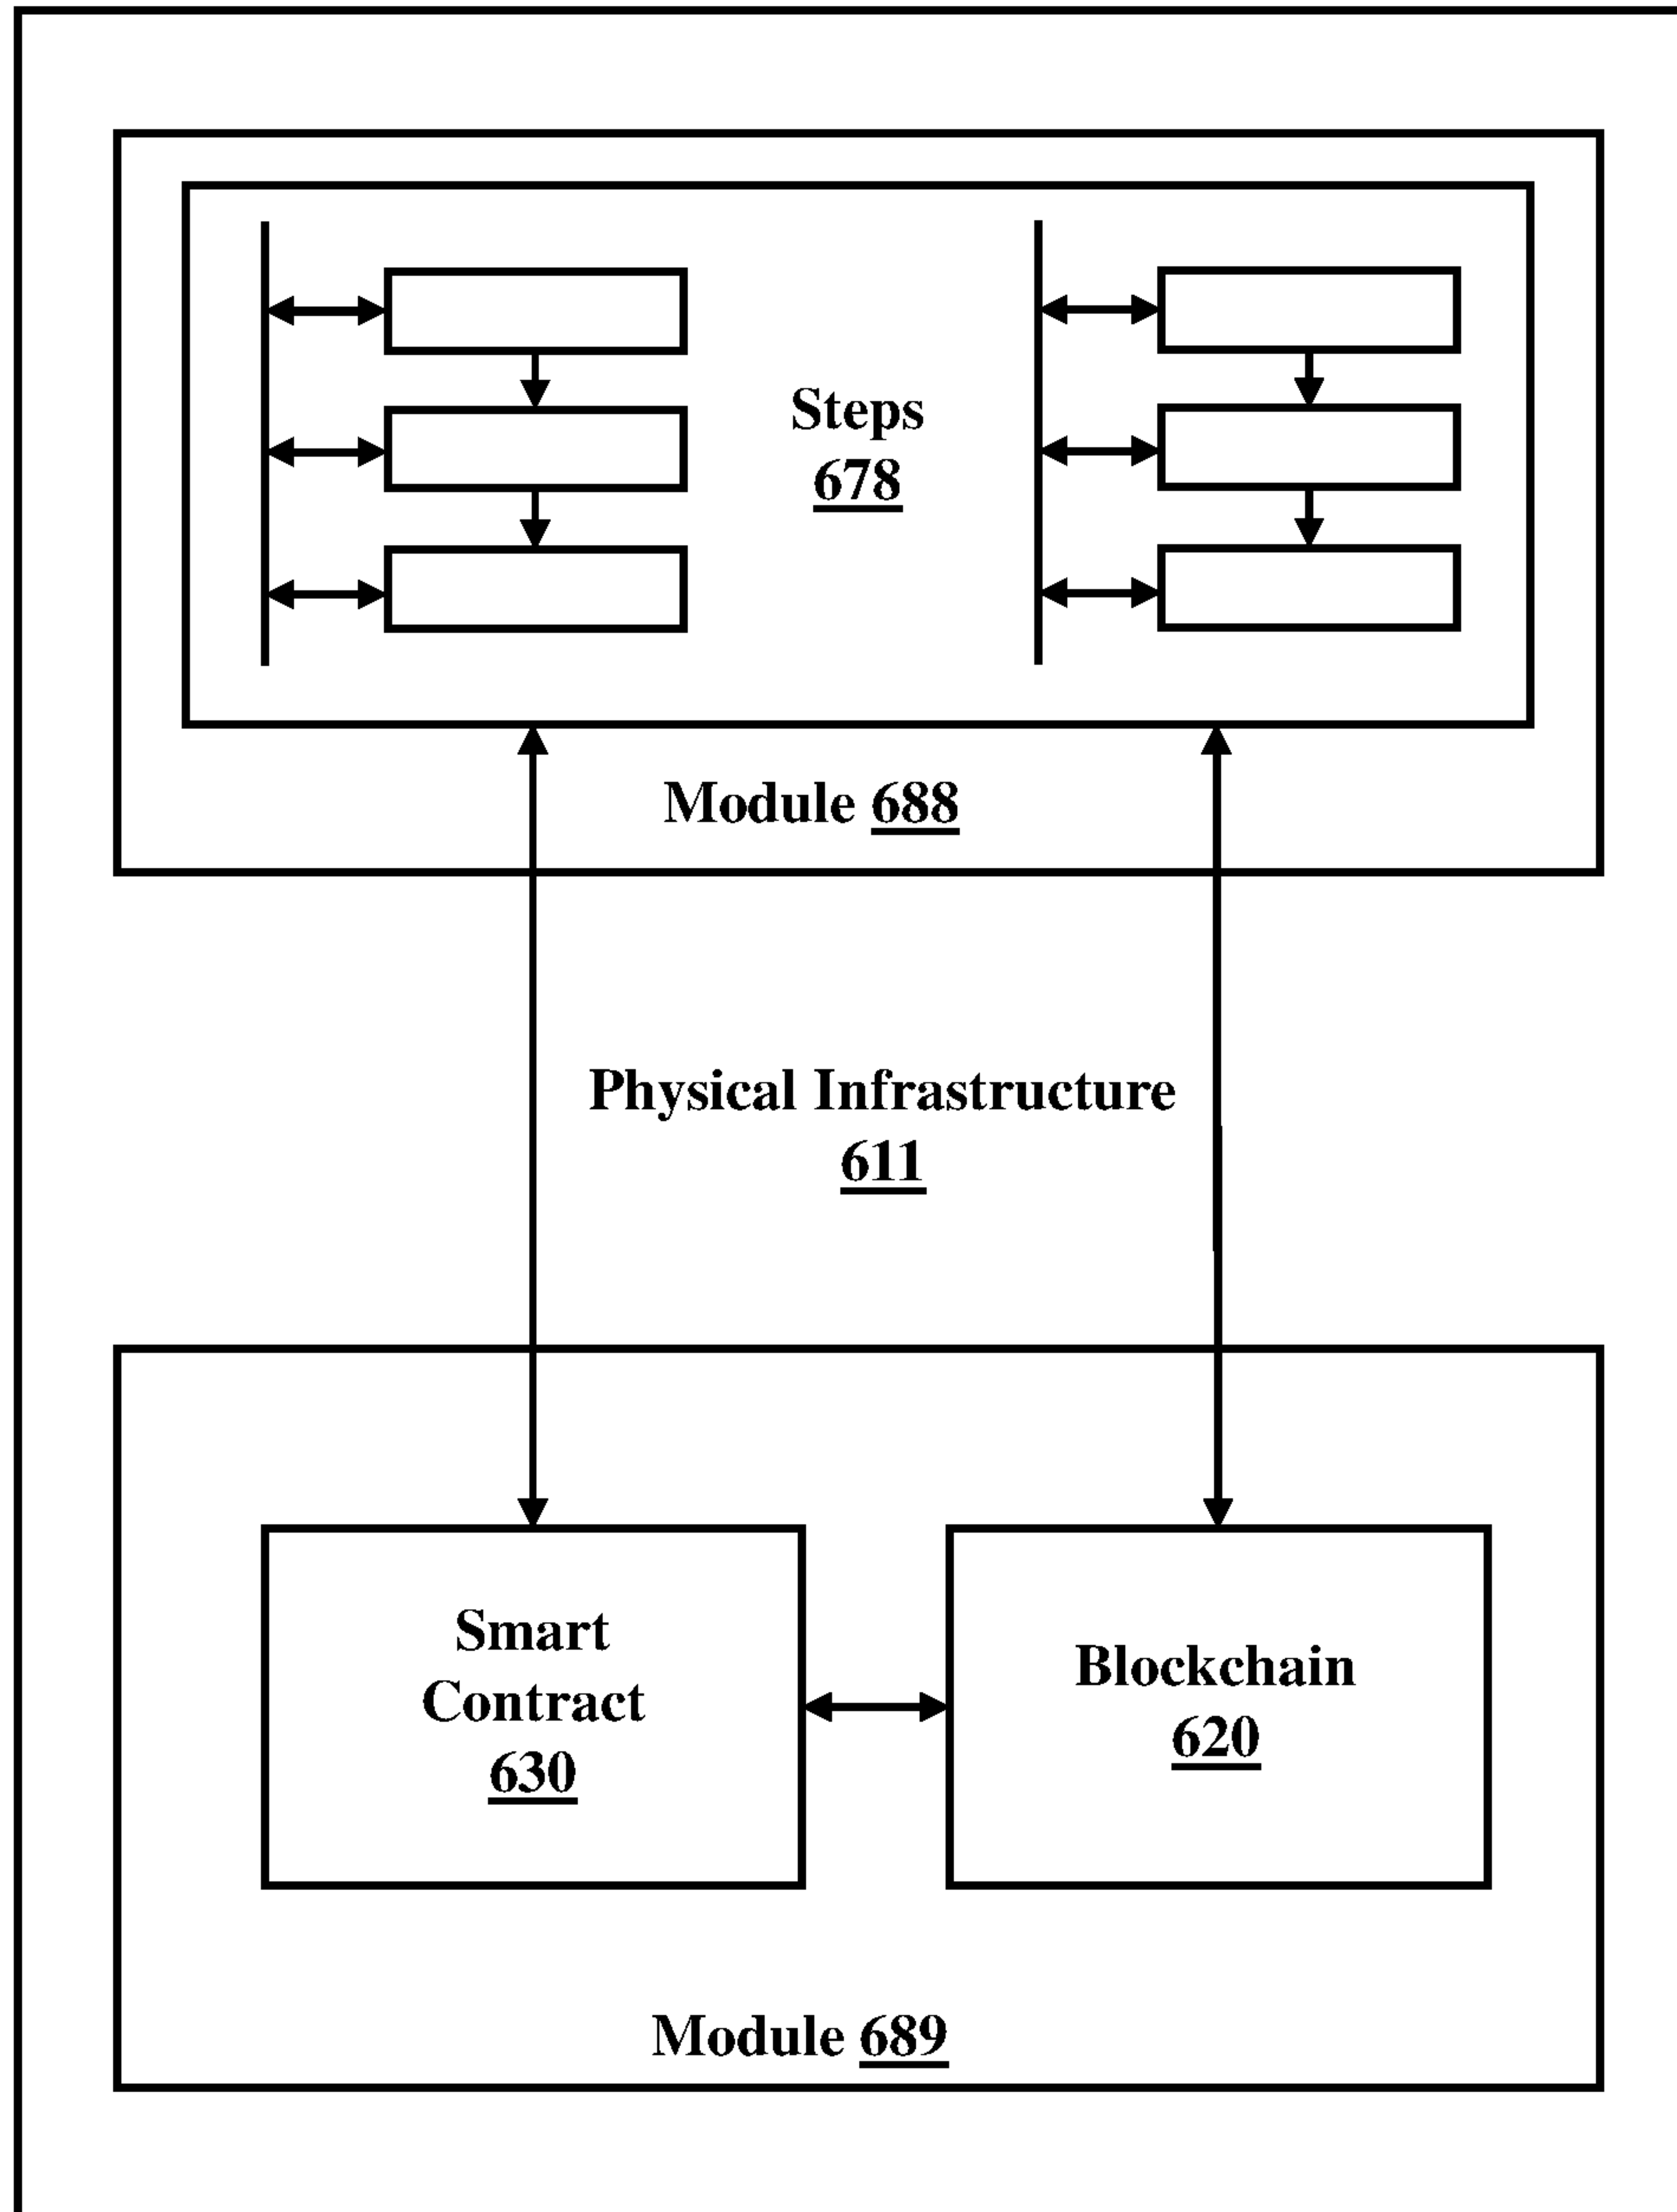 Steps
678
Module 688
Physical Infrastructure
611
Smart
Contract
630
Blockchain
620
Module 689